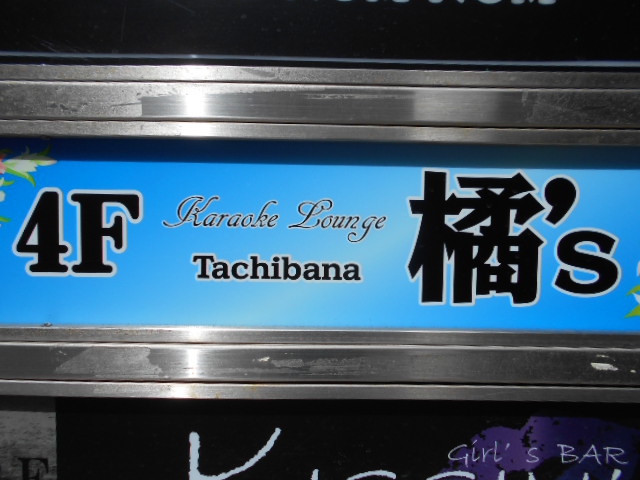 4F
Karaoke Lounge
Tachibana
橘's
Girl's BAR